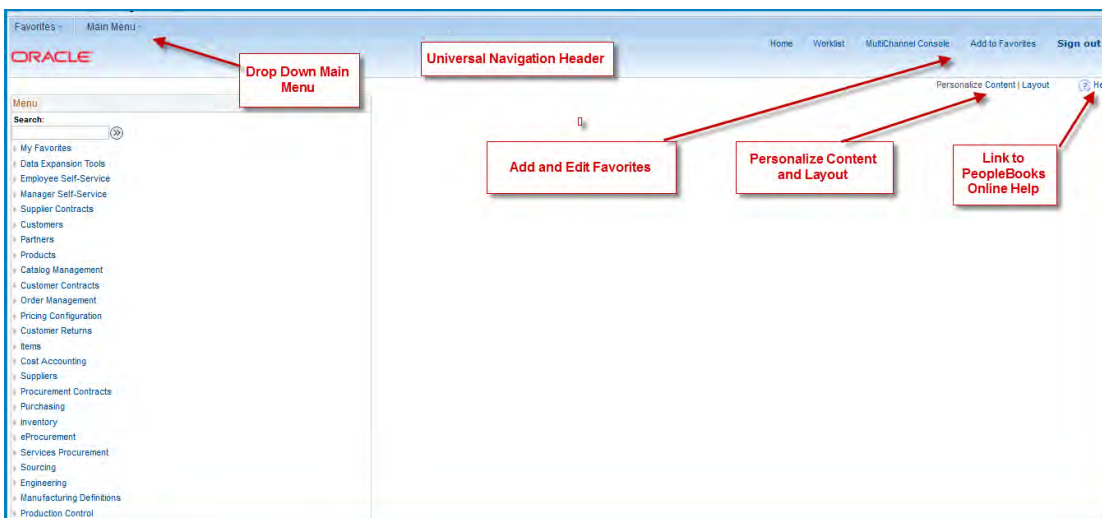 Favorites Main Menu
ORACLE
Home Worklist MultiChannel Console Add to Favorites Sign out
Universal Navigation Header
Drop Down Main
Menu
Personalize Content | Layout
Menu
Search:
Add and Edit Favorites
Personalize Content
and Layout
Link to
PeopleBooks
Online Help
My Favorites
Data Expansion Tools
Employee Self-Service
Manager Self-Service
Supplier Contracts
Customers
Partners
Products
Catalog Management
Customer Contracts
Order Management
Pricing Configuration
Customer Returns
Items
Cost Accounting
Suppliers
Procurement Contracts
Purchasing
Inventory
eProcurement
Services Procurement
Sourcing
Engineering
Manufacturing Definitions
Production Control